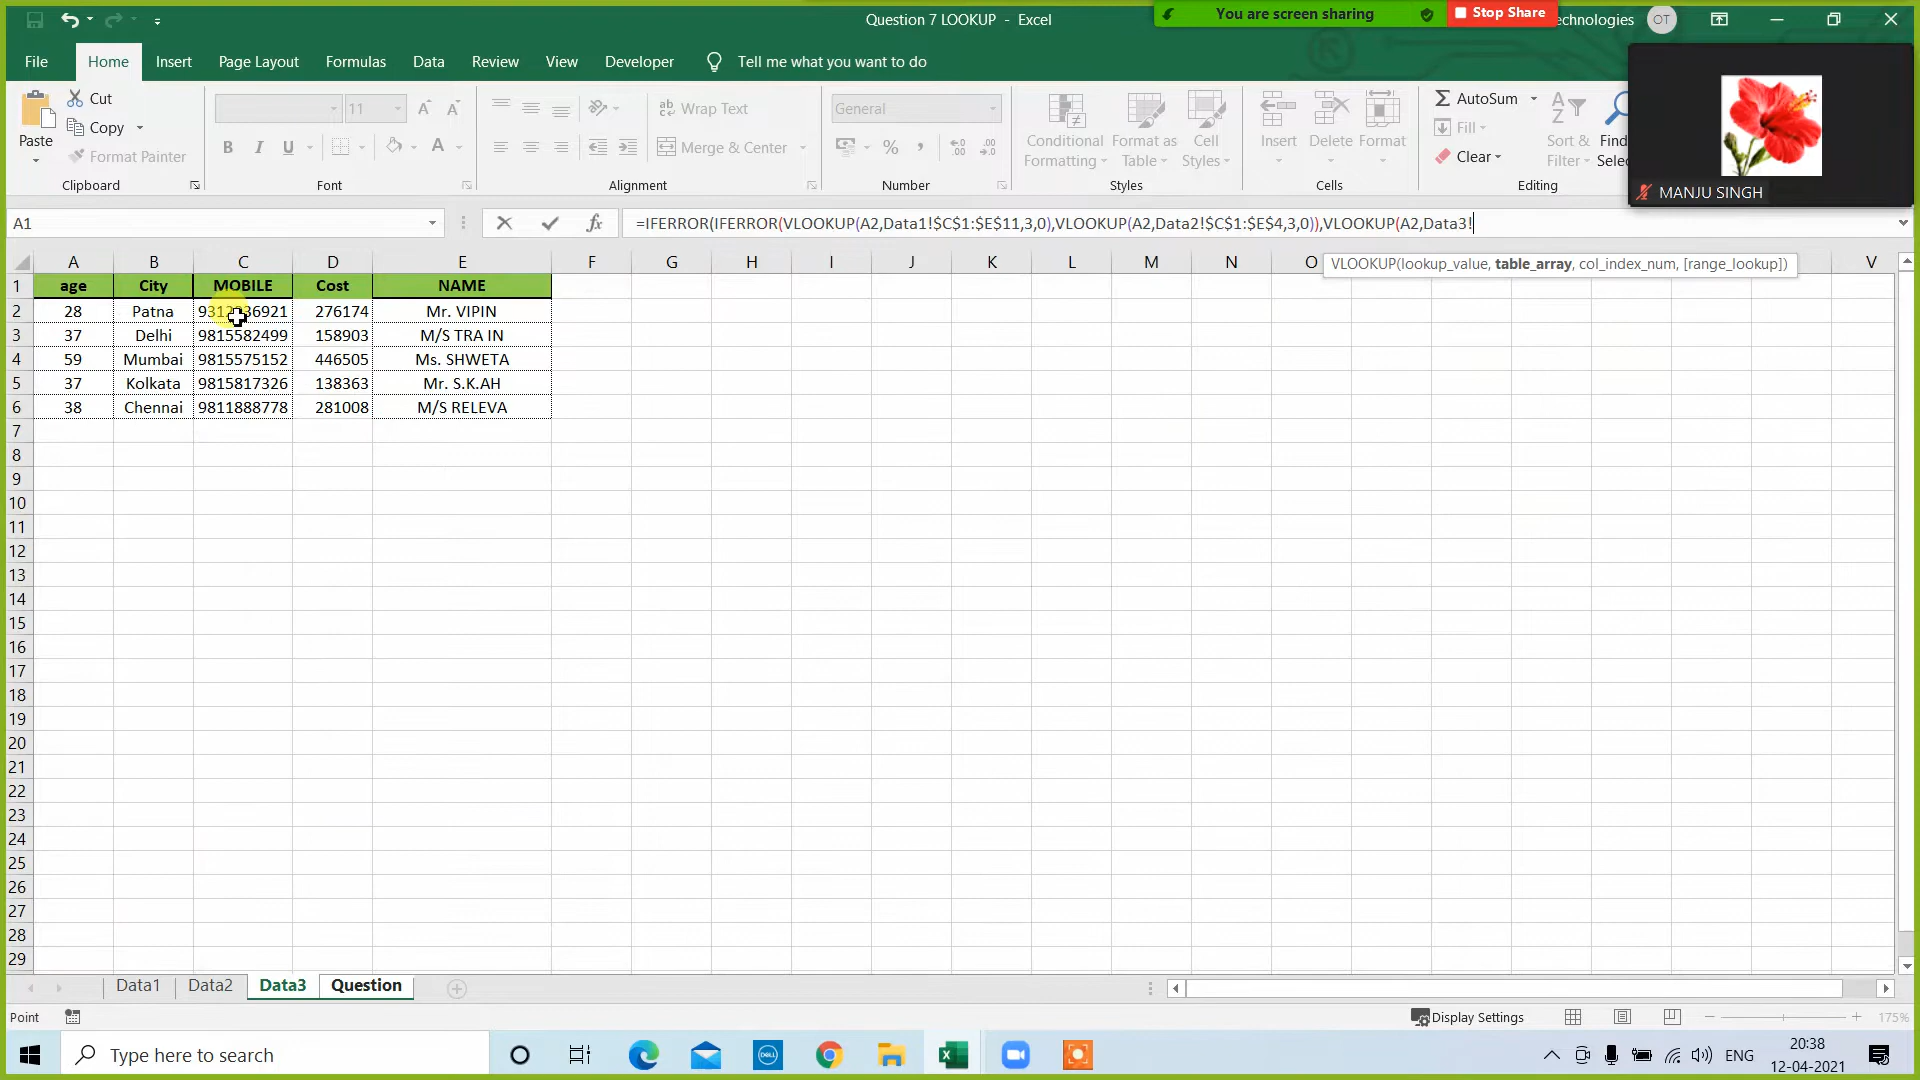 Question 7 LOOKUP - Excel
You are screen sharing
Stop Share
echnologies
OT
File
Home
Insert
Page Layout
Formulas
Data
Review
View
Developer
Tell me what you want to do
Paste
Cut
Copy
Format Painter
Clipboard
11
B I U
A
Font
Wrap Text
Merge & Center
Alignment
General
%
Number
Conditional Formatting
Format as Table
Cell Styles
Styles
Insert
Delete
Format
Cells
AutoSum
Fill
Clear
Sort & Filter
Find
Selec
Editing
MANJU SINGH
A1
fx
=IFERROR(IFERROR(VLOOKUP(A2,Data1!$C$1:$E$11,3,0),VLOOKUP(A2,Data2!$C$1:$E$4,3,0)),VLOOKUP(A2,Data3!
VLOOKUP(lookup_value, table_array, col_index_num, [range_lookup])
A B C D E F G H I J K L M N O V
1 age City MOBILE Cost NAME
2 28 Patna 276174 Mr. VIPIN
3 37 Delhi 9815582499 158903 M/S TRA IN
4 59 Mumbai 9815575152 446505 Ms. SHWETA
5 37 Kolkata 9815817326 138363 Mr. S.K.AH
6 38 Chennai 9811888778 281008 M/S RELEVA
7
8
9
10
11
12
13
14
15
16
17
18
19
20
21
22
23
24
25
26
27
28
29
Data1
Data2
Data3
Question
Point
Display Settings
175%
Type here to search
DELL
ENG
20:38
12-04-2021